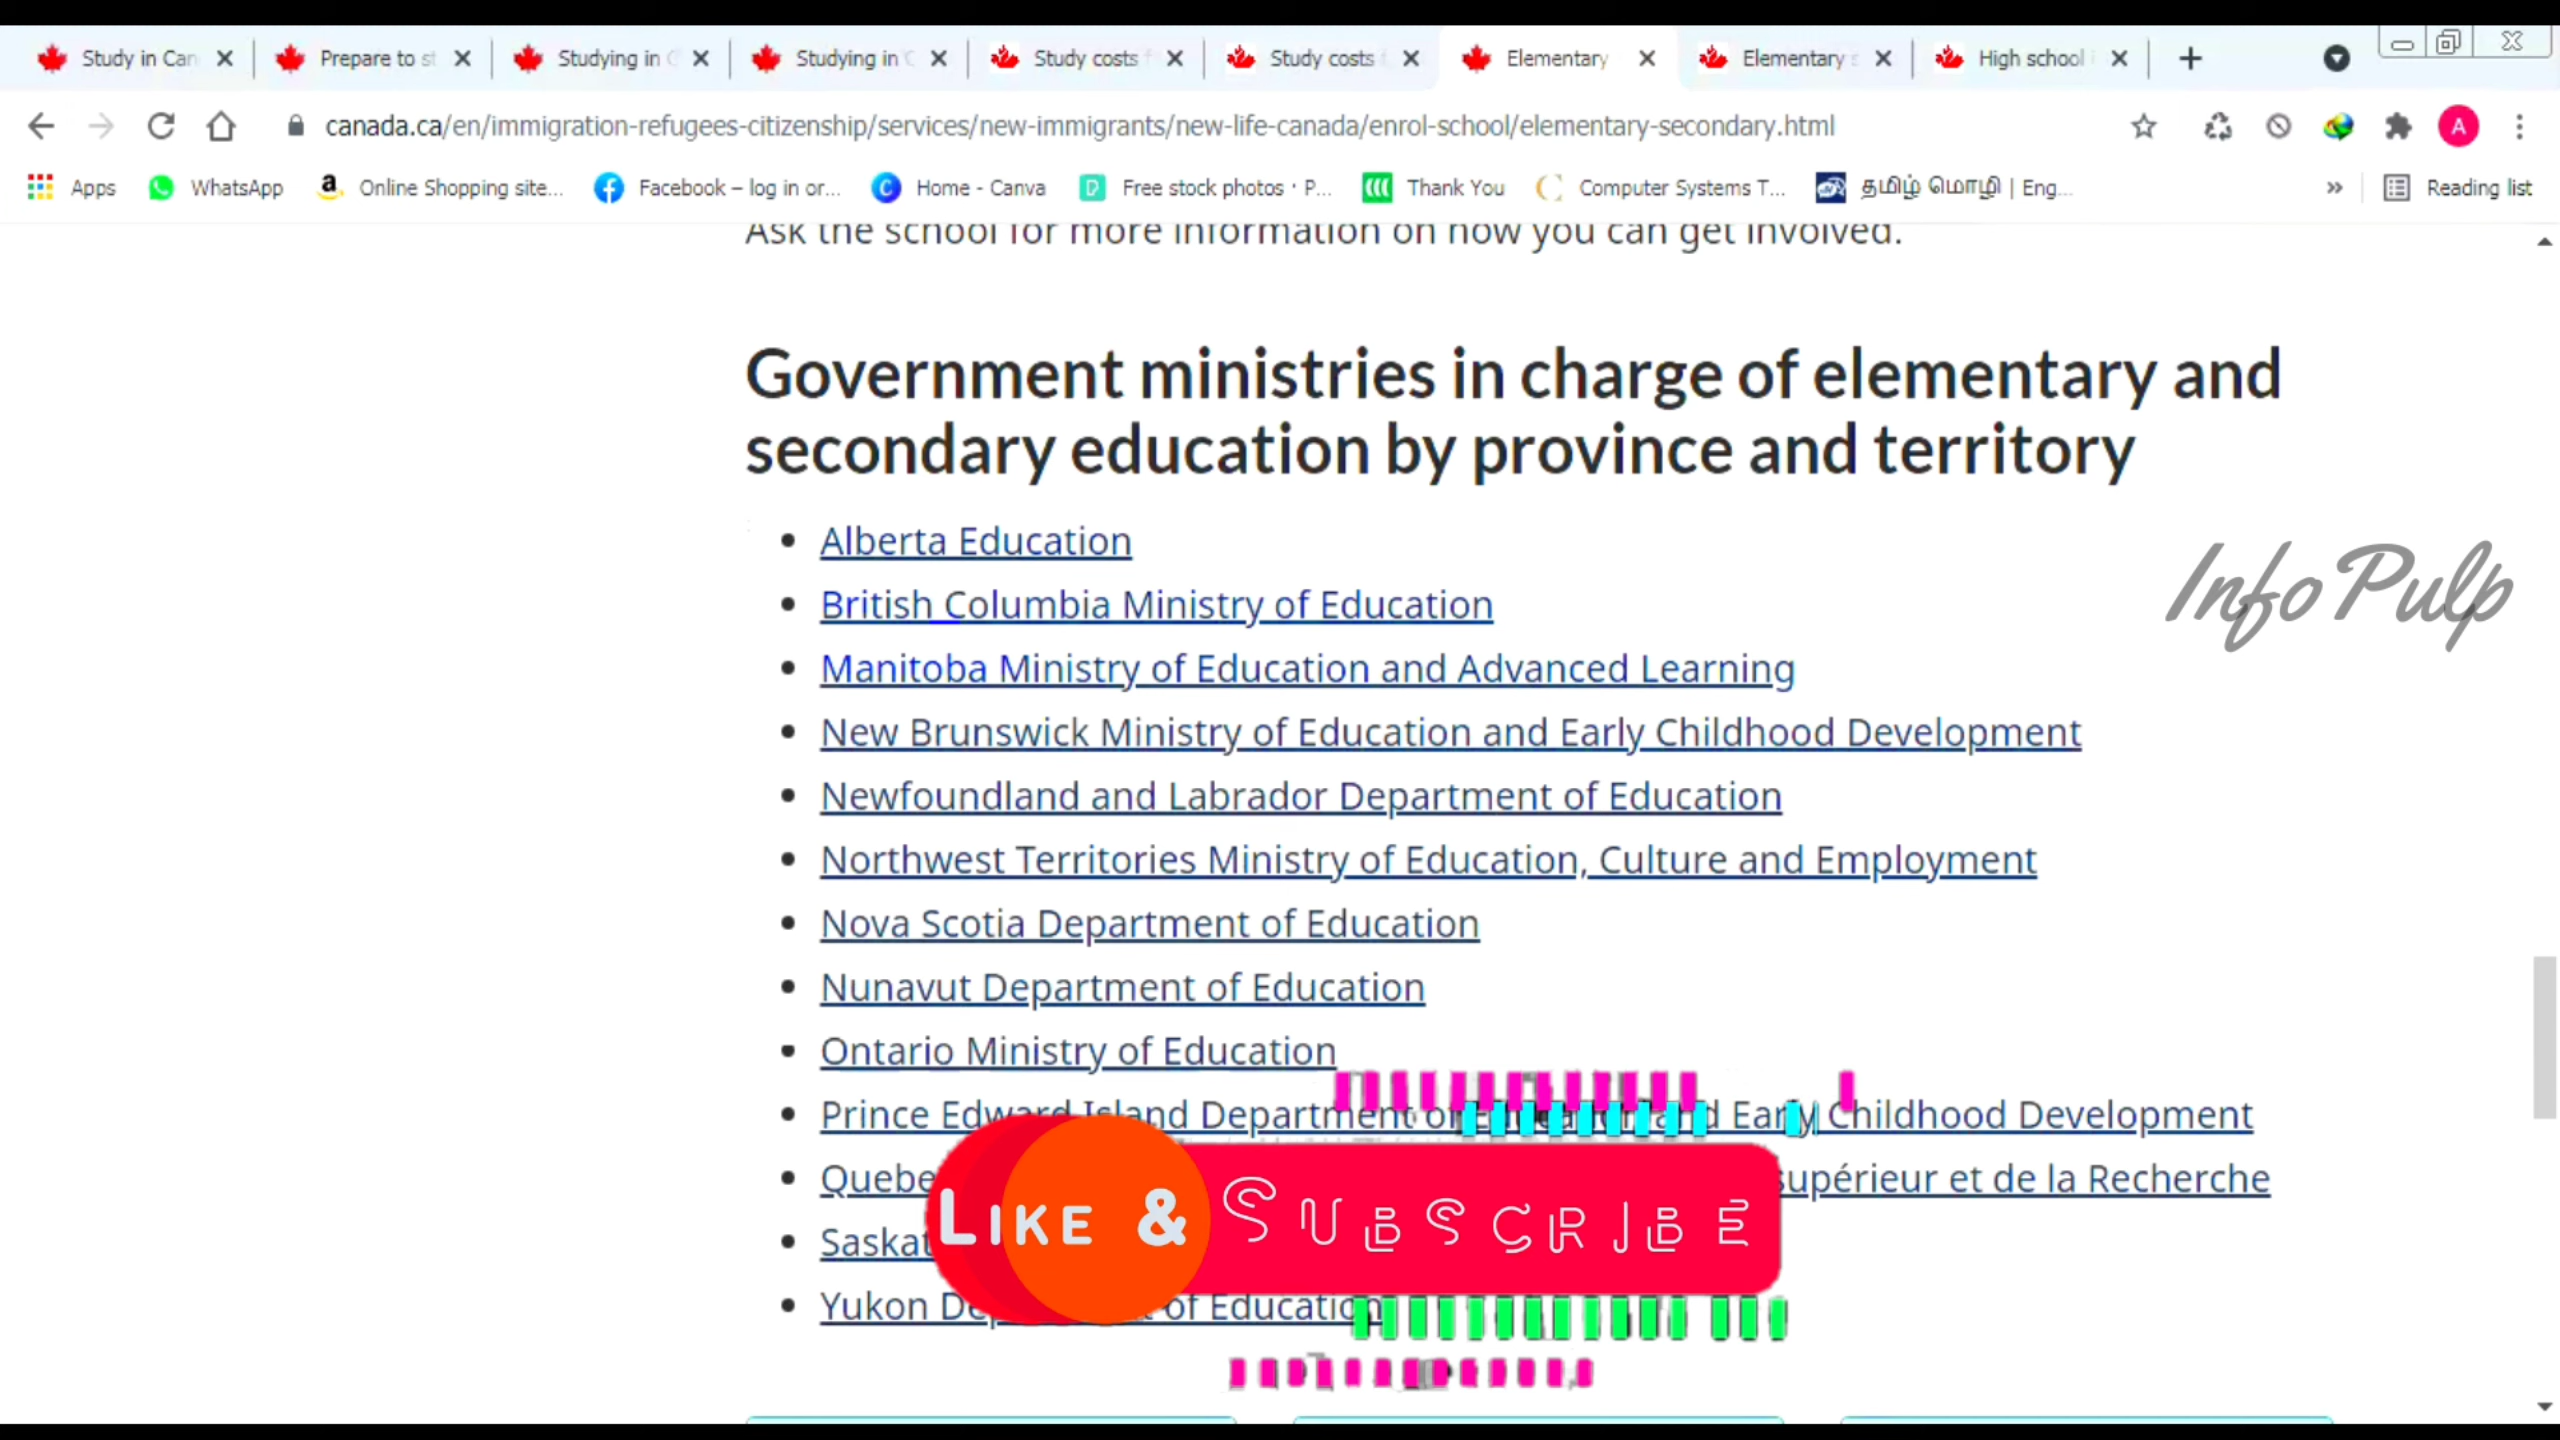 Study in Can
Prepare to st
Studying in C
Studying in C
Study costs f
Study costs f
Elementary
Elementary s
High school i
canada.ca/en/immigration-refugees-citizenship/services/new-immigrants/new-life-canada/enrol-school/elementary-secondary.html
A
Apps
WhatsApp
Online Shopping site...
Facebook – log in or...
Home - Canva
Free stock photos · P...
Thank You
Computer Systems T...
தமிழ் மொழி | Eng...
»
Reading list
Ask the school for more information on how you can get involved.
Government ministries in charge of elementary and
secondary education by province and territory
Alberta Education
British Columbia Ministry of Education
Info Pulp
Manitoba Ministry of Education and Advanced Learning
New Brunswick Ministry of Education and Early Childhood Development
Newfoundland and Labrador Department of Education
Northwest Territories Ministry of Education, Culture and Employment
Nova Scotia Department of Education
Nunavut Department of Education
Ontario Ministry of Education
Prince Edward Island Department of Education and Early Childhood Development
supérieur et de la Recherche
LIKE & SUBSCRIBE
Yukon of Education